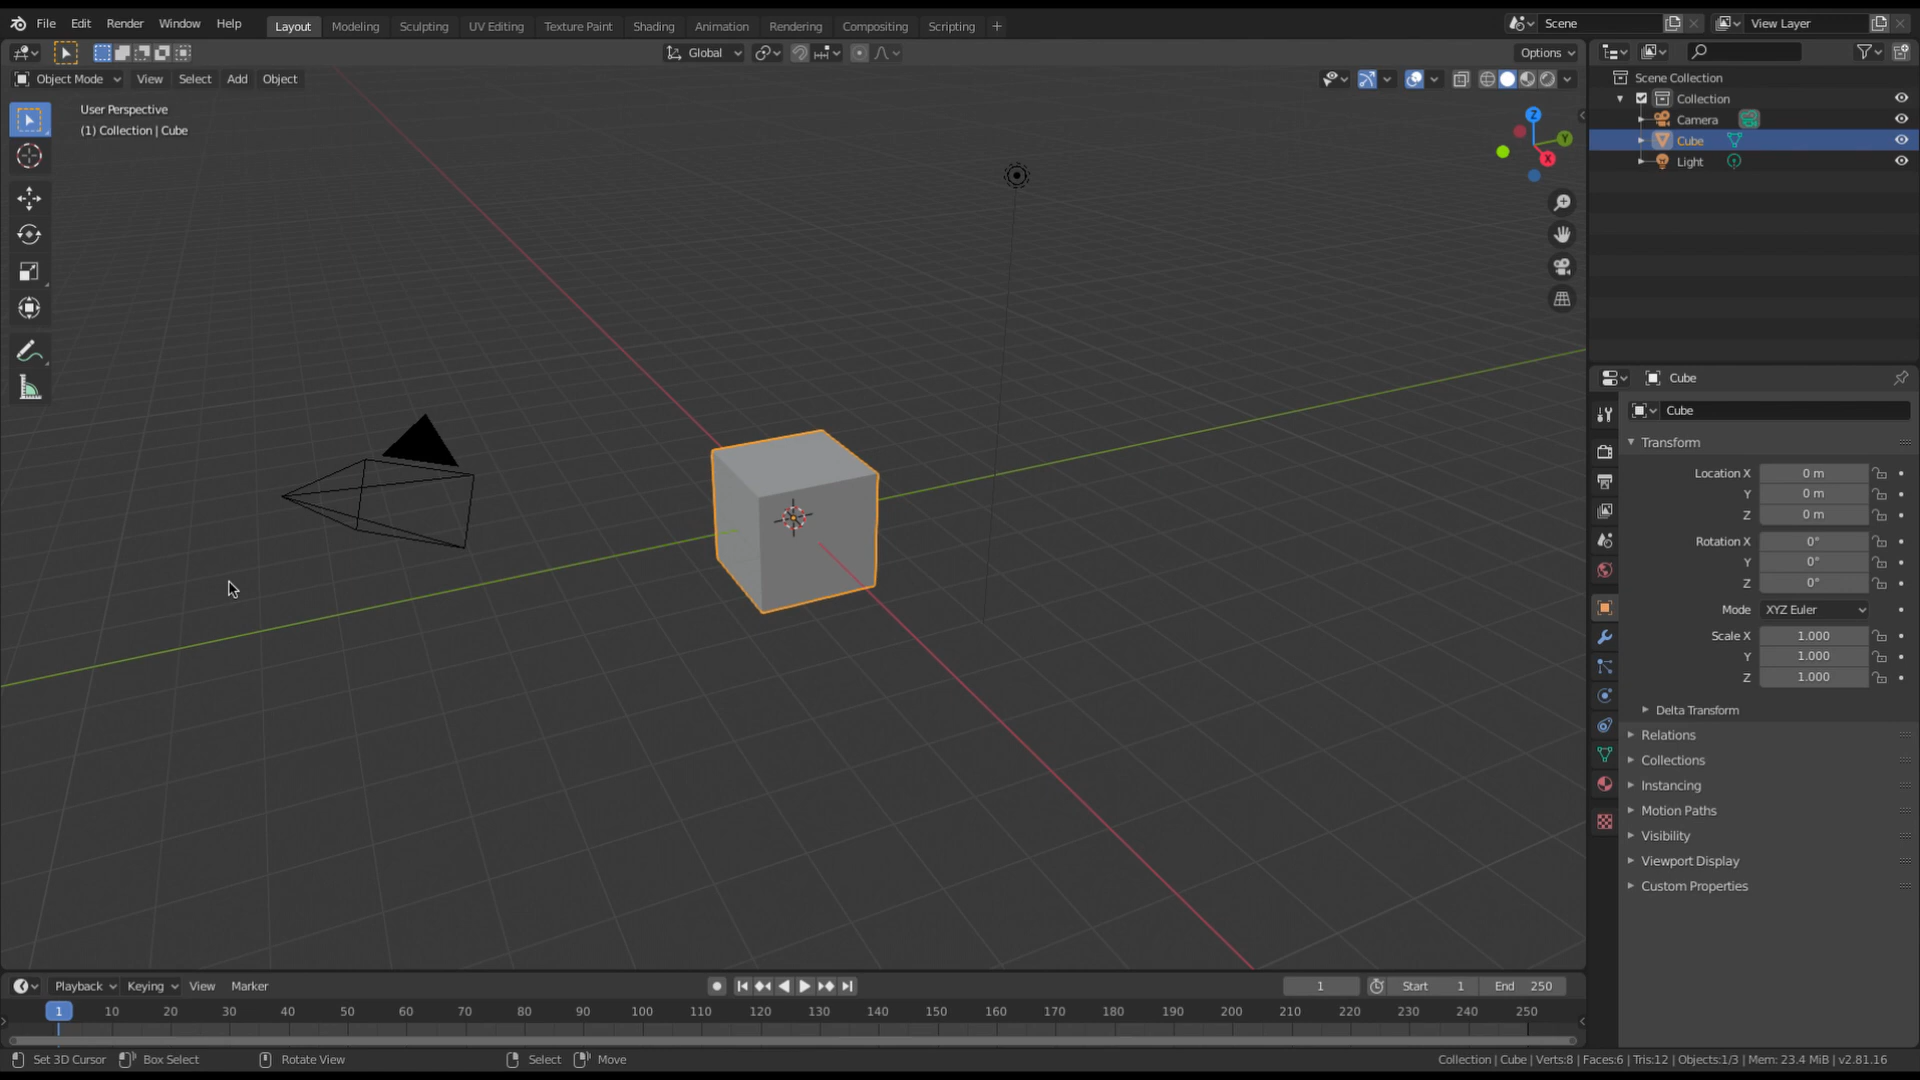 File Edit Render Window Help Layout Modeling Sculpting UV Editing Texture Paint Shading Animation Rendering Compositing Scripting + Scene View Layer
Global Options
Object Mode View Select Add Object
User Perspective
(1) Collection | Cube
Z
Y
X
Scene Collection
Collection
Camera
Cube
Light
Cube
Cube
Transform
Location X 0 m
Y 0 m
Z 0 m
Rotation X 0°
Y 0°
Z 0°
Mode XYZ Euler
Scale X 1.000
Y 1.000
Z 1.000
Delta Transform
Relations
Collections
Instancing
Motion Paths
Visibility
Viewport Display
Custom Properties
Playback Keying View Marker 1 Start 1 End 250
1 10 20 30 40 50 60 70 80 90 100 110 120 130 140 150 160 170 180 190 200 210 220 230 240 250
Set 3D Cursor Box Select Rotate View Select Move Collection | Cube | Verts:8 | Faces:6 | Tris:12 | Objects:1/3 | Mem: 23.4 MiB | v2.81.16